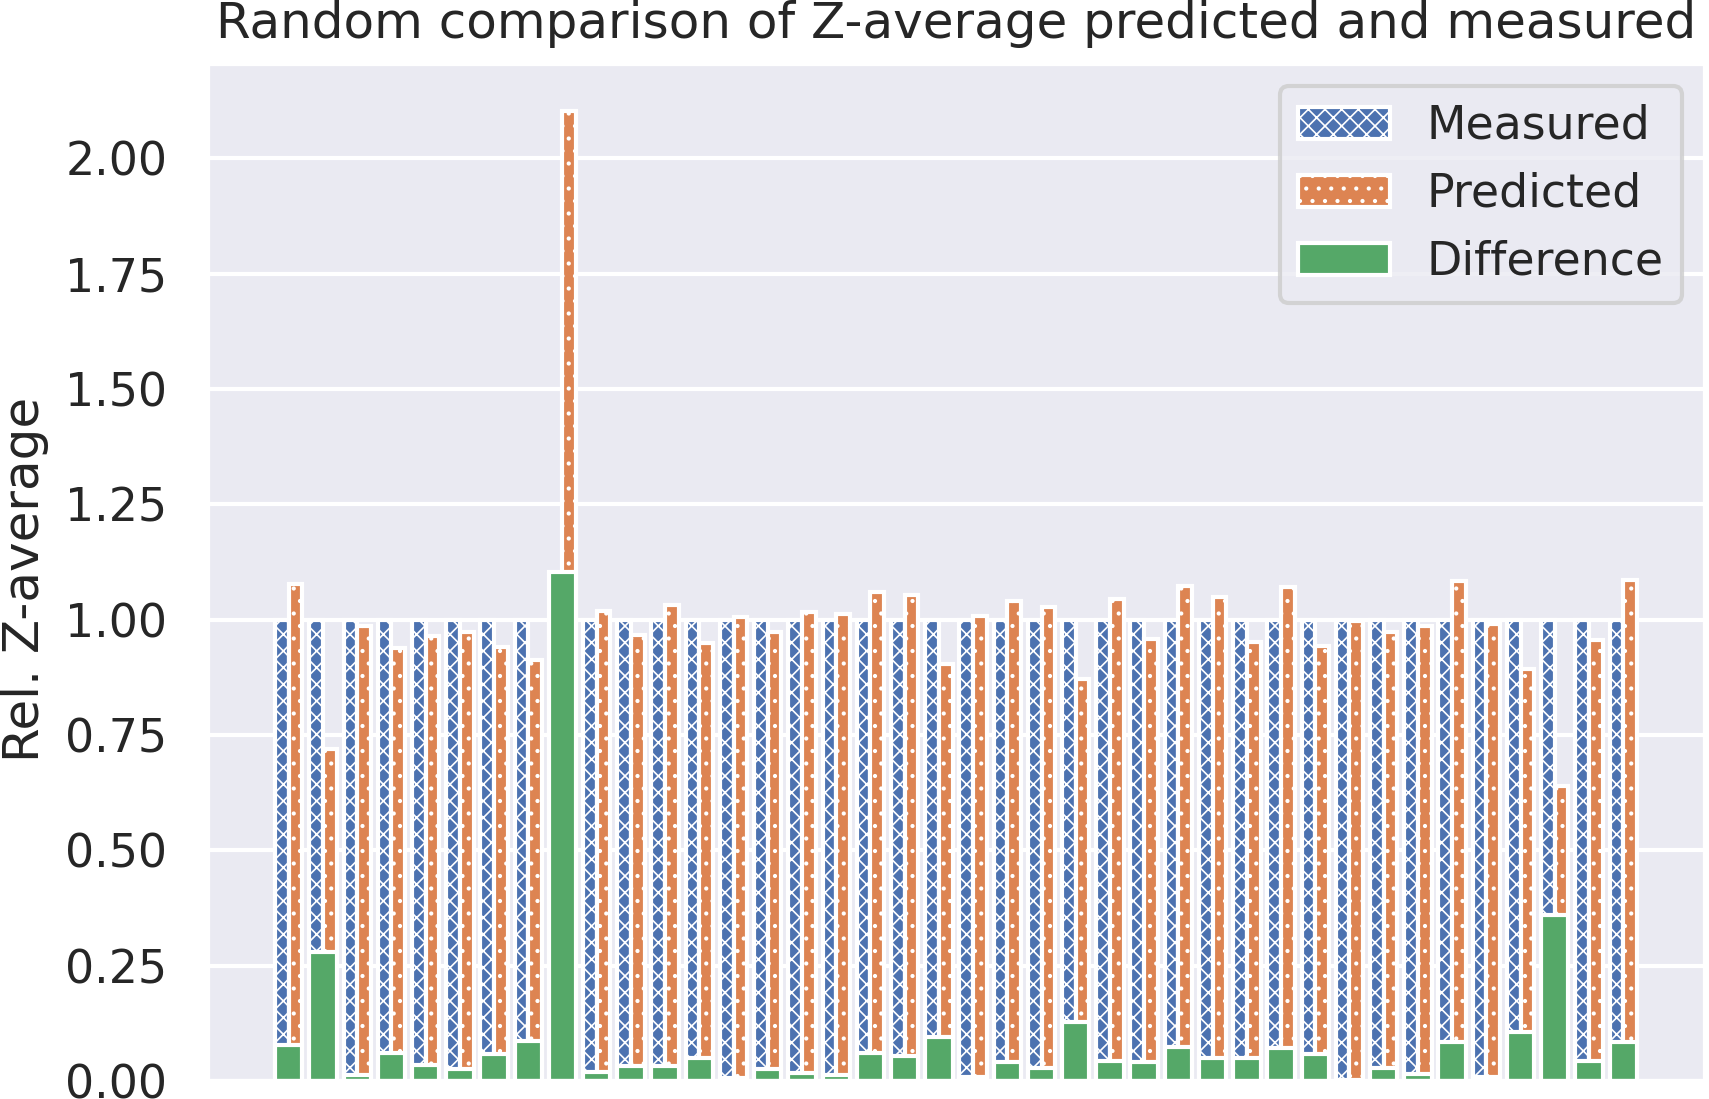 Random comparison of Z-average predicted and measured
Measured
Predicted
Difference
Rel. Z-average
2.00
1.75
1.50
1.25
1.00
0.75
0.50
0.25
0.00